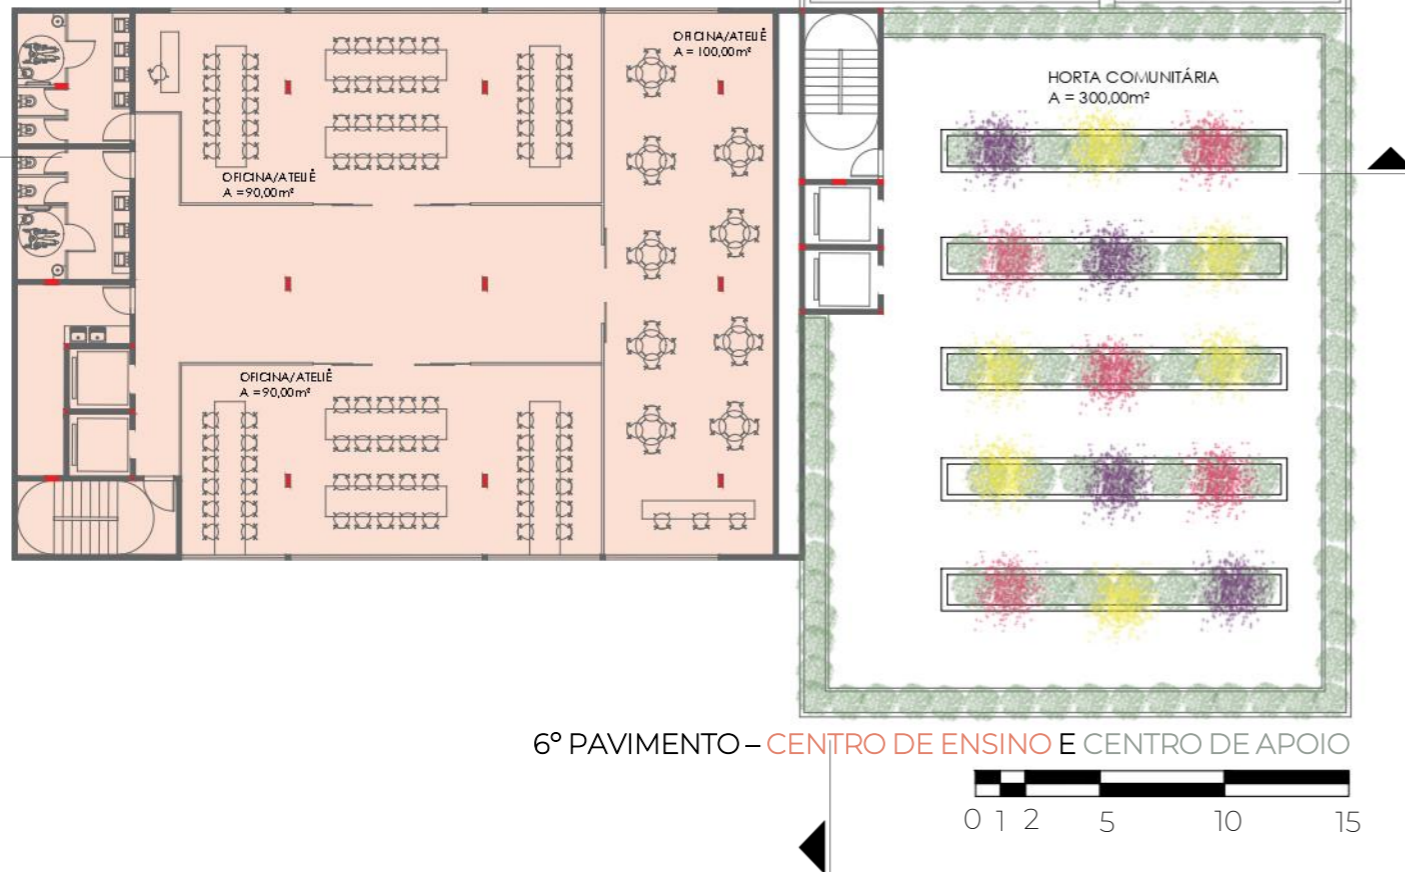 OFICINA/ATELIÊ
A = 100,00m²
HORTA COMUNITÁRIA
A = 300,00m²
OFICINA/ATELIÊ
A = 90,00m²
OFICINA/ATELIÊ
A = 90,00m²
6º PAVIMENTO – CENTRO DE ENSINO E CENTRO DE APOIO
0 1 2 5 10 15